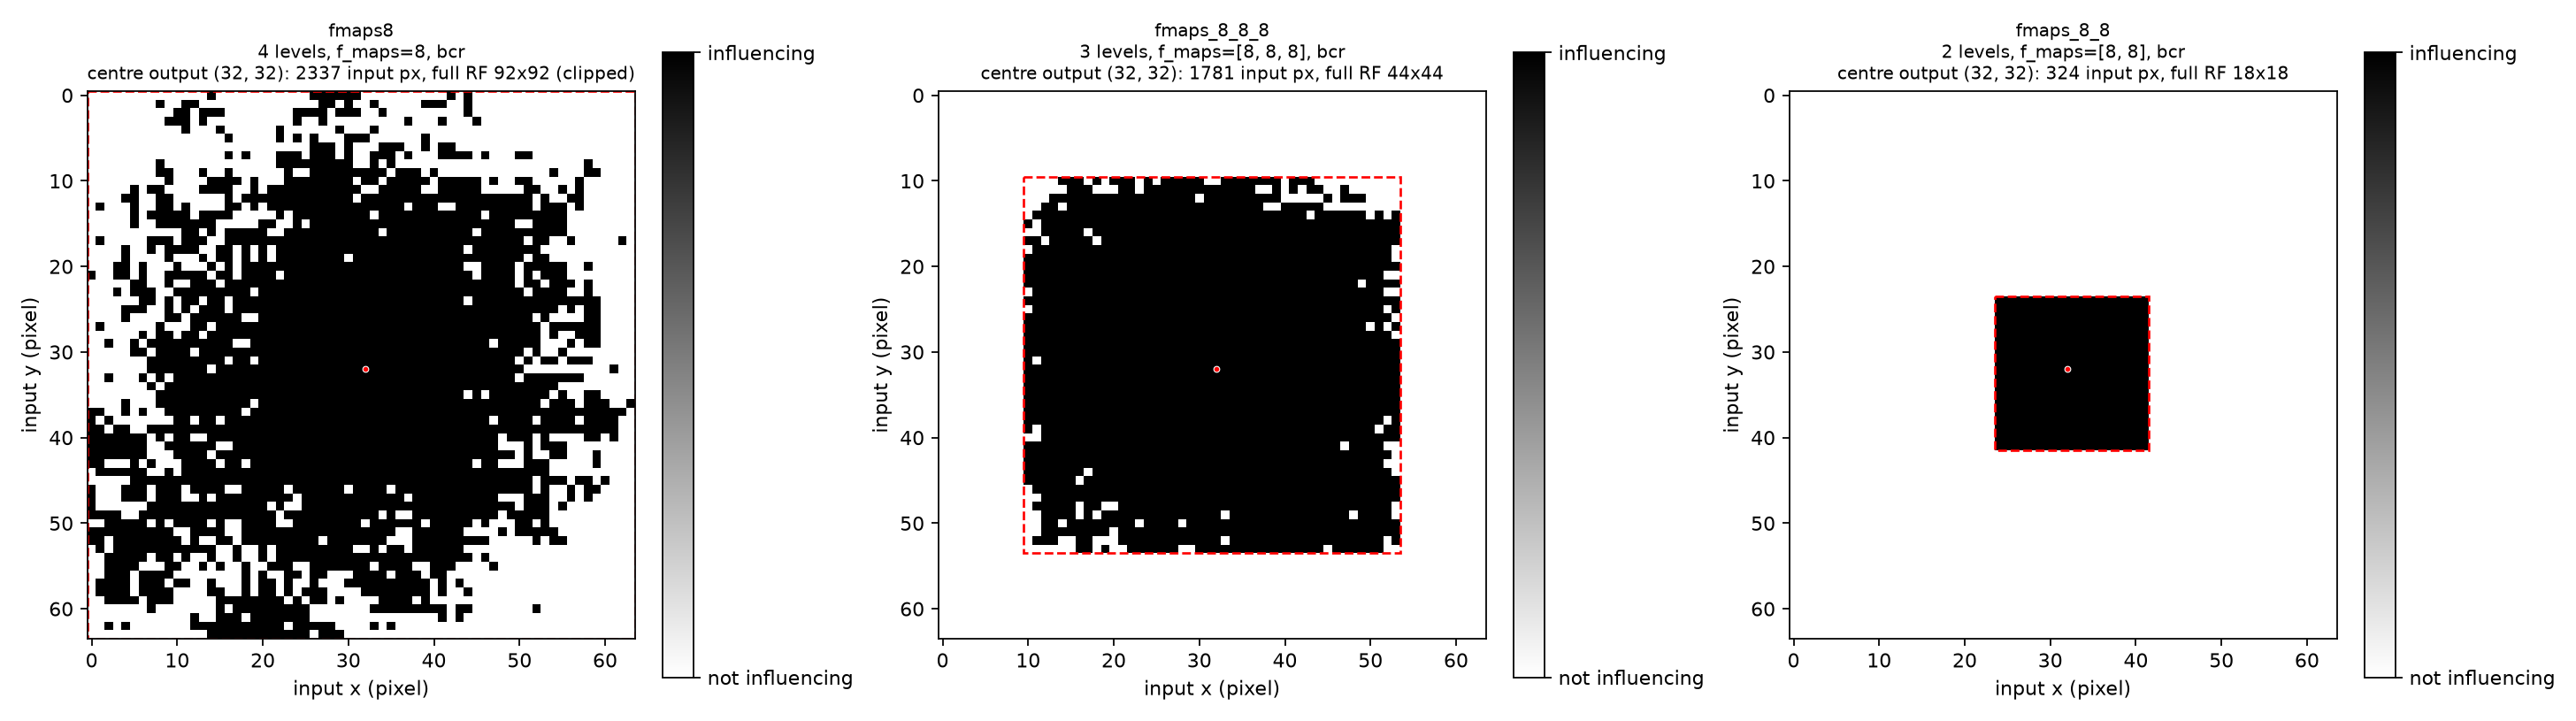 fmaps8
4 levels, f_maps=8, bcr
centre output (32, 32): 2337 input px, full RF 92x92 (clipped)
0
10
20
30
40
50
60
input y (pixel)
0 10 20 30 40 50 60
input x (pixel)
influencing
not influencing
fmaps_8_8_8
3 levels, f_maps=[8, 8, 8], bcr
centre output (32, 32): 1781 input px, full RF 44x44
0
10
20
30
40
50
60
input y (pixel)
0 10 20 30 40 50 60
input x (pixel)
influencing
not influencing
fmaps_8_8
2 levels, f_maps=[8, 8], bcr
centre output (32, 32): 324 input px, full RF 18x18
0
10
20
30
40
50
60
input y (pixel)
0 10 20 30 40 50 60
input x (pixel)
influencing
not influencing